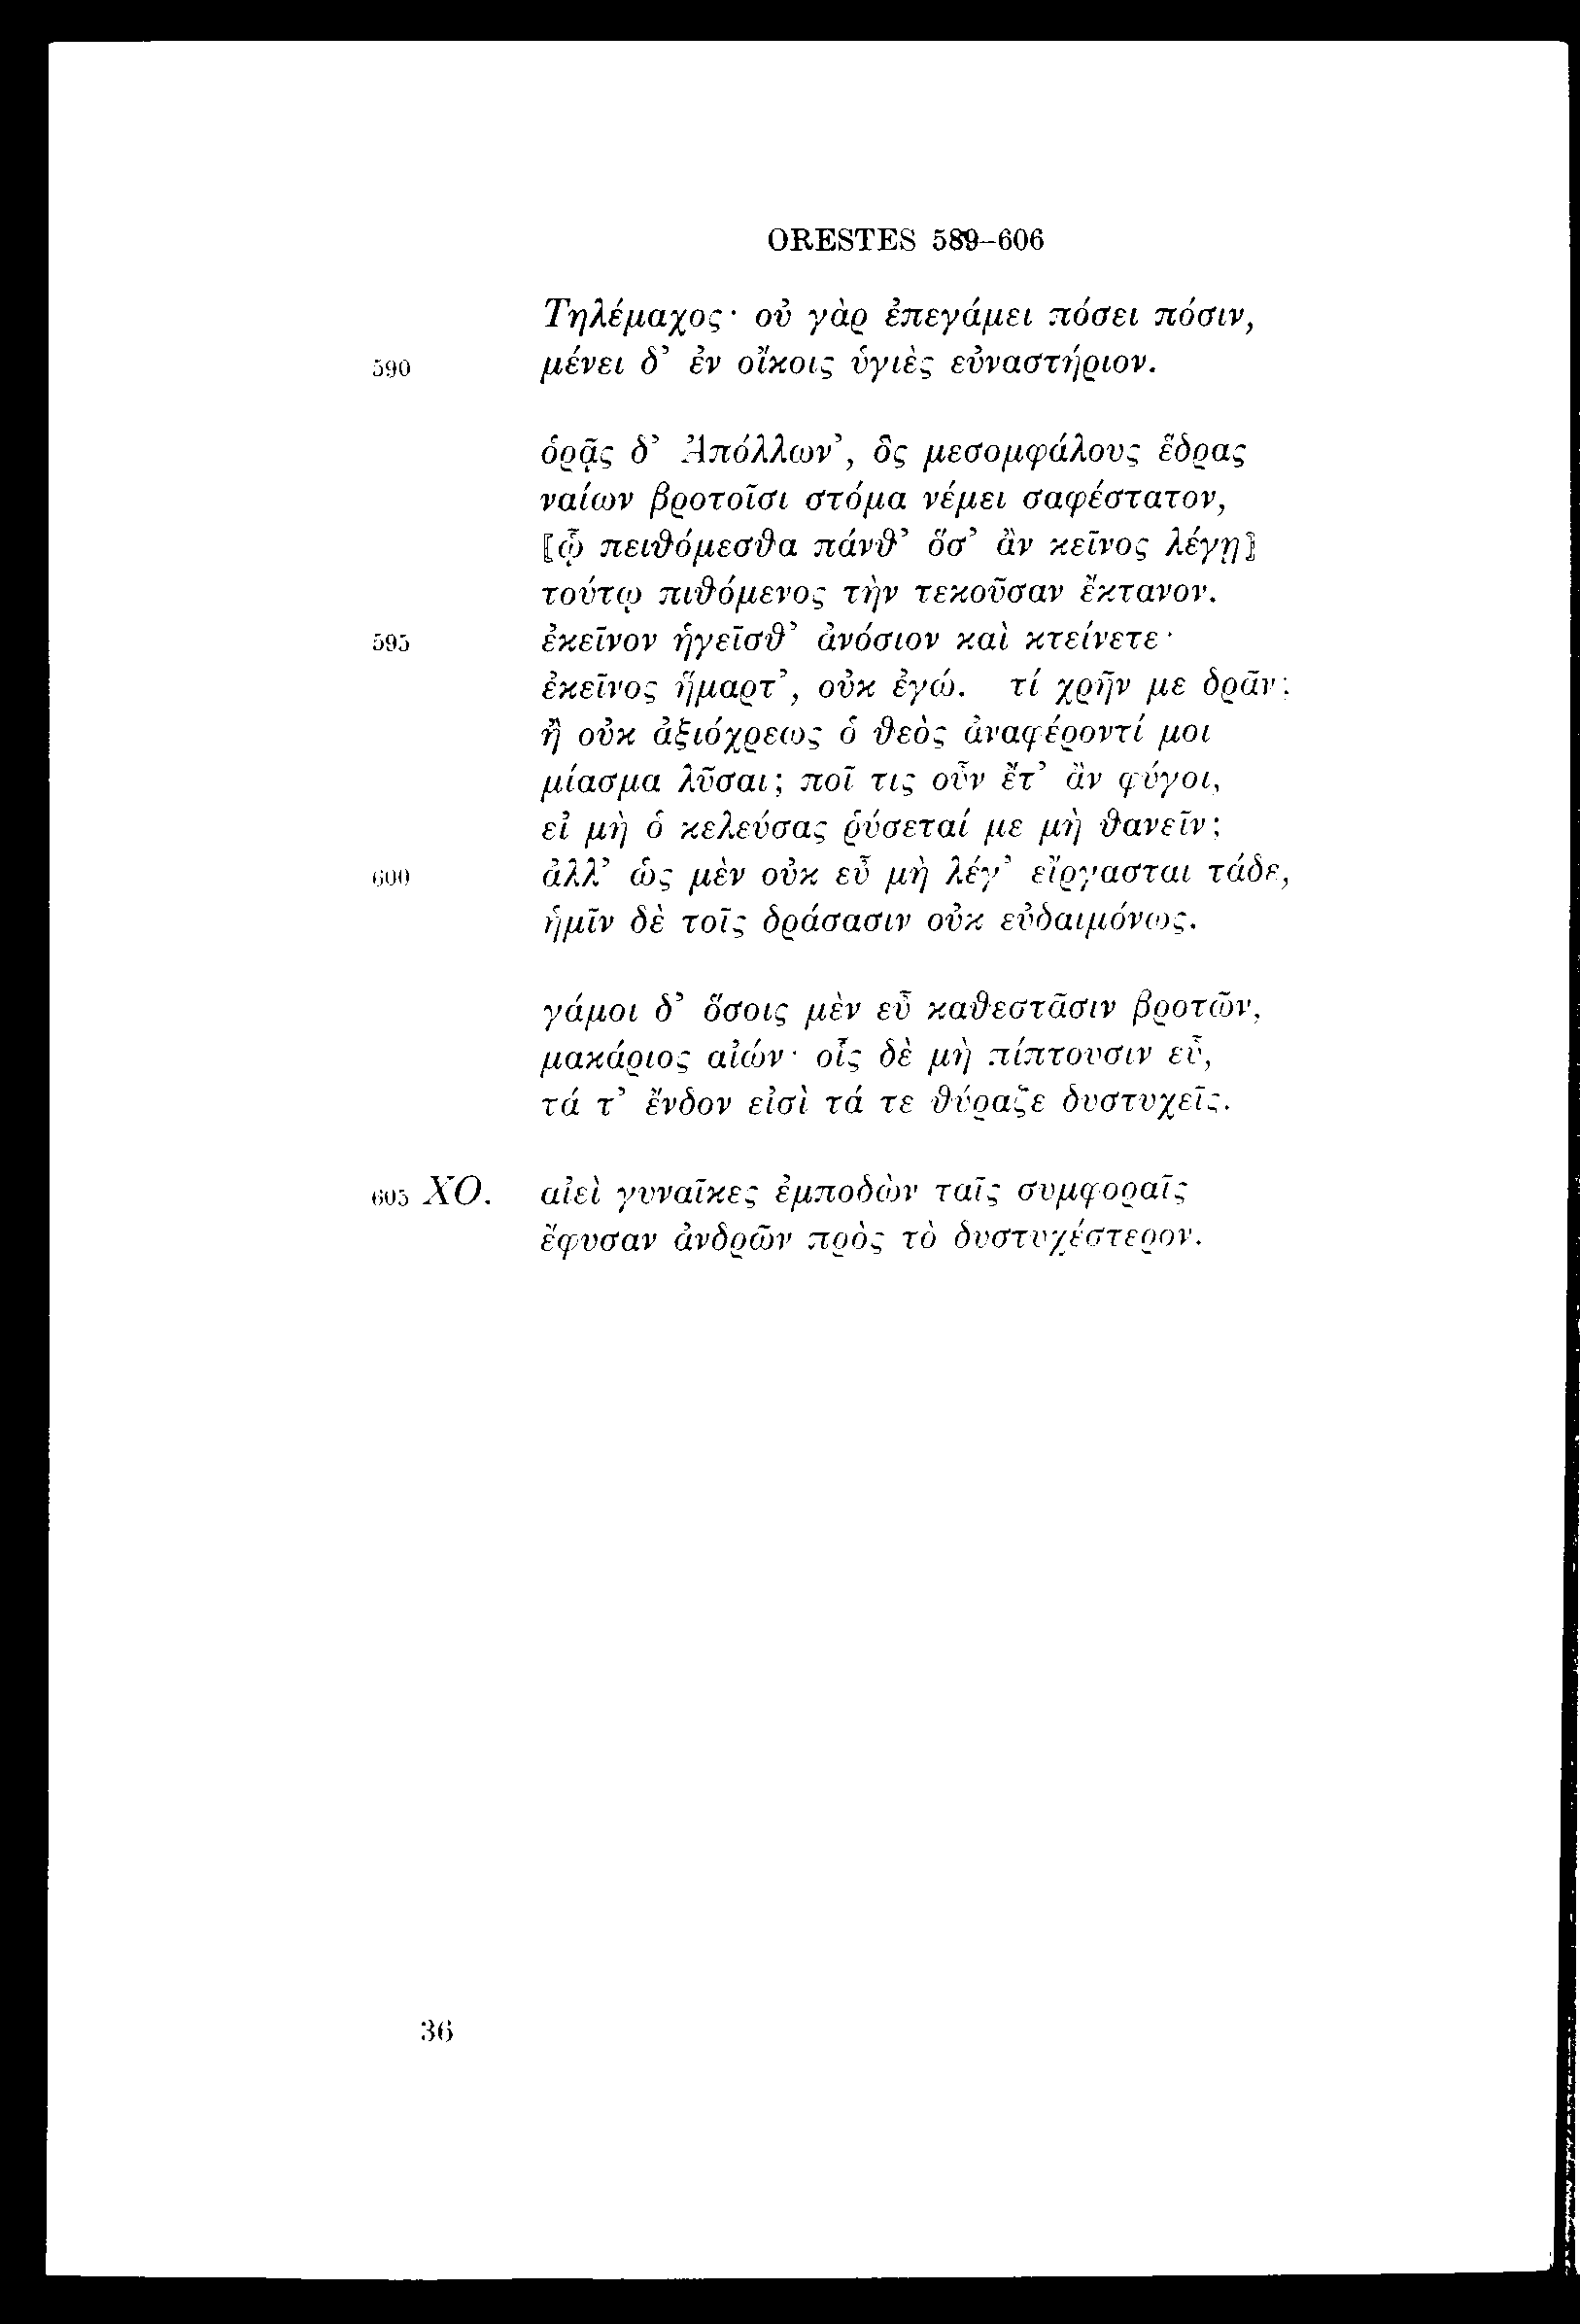 ORESTES 589–606
Τηλέμαχος· οὐ γὰρ ἐπεγάμει πόσει πόσιν,
590 μένει δ’ ἐν οἴκοις ὑγιὲς εὐναστήριον.
ὁρᾷς δ’ Ἀπόλλων’, ὃς μεσομφάλους ἕδρας
ναίων βροτοῖσι στόμα νέμει σαφέστατον,
⟦ᾧ πειθόμεσθα πάνθ’ ὅσ’ ἂν κεῖνος λέγῃ⟧
τούτῳ πιθόμενος τὴν τεκοῦσαν ἔκτανον.
595 ἐκεῖνον ἡγεῖσθ’ ἀνόσιον καὶ κτείνετε·
ἐκεῖνος ἥμαρτ’, οὐκ ἐγώ. τί χρῆν με δρᾶν;
ἢ οὐκ ἀξιόχρεως ὁ θεὸς ἀναφέροντί μοι
μίασμα λῦσαι; ποῖ τις οὖν ἔτ’ ἂν φύγοι,
εἰ μὴ ὁ κελεύσας ῥύσεταί με μὴ θανεῖν;
600 ἀλλ’ ὡς μὲν οὐκ εὖ μὴ λέγ’ εἴργασται τάδε,
ἡμῖν δὲ τοῖς δράσασιν οὐκ εὐδαιμόνως.
γάμοι δ’ ὅσοις μὲν εὖ καθεστᾶσιν βροτῶν,
μακάριος αἰών· οἷς δὲ μὴ πίπτουσιν εὖ,
τά τ’ ἔνδον εἰσὶ τά τε θύραζε δυστυχεῖς.
605 ΧΟ. αἰεὶ γυναῖκες ἐμποδὼν ταῖς συμφοραῖς
ἔφυσαν ἀνδρῶν πρὸς τὸ δυστυχέστερον.
36